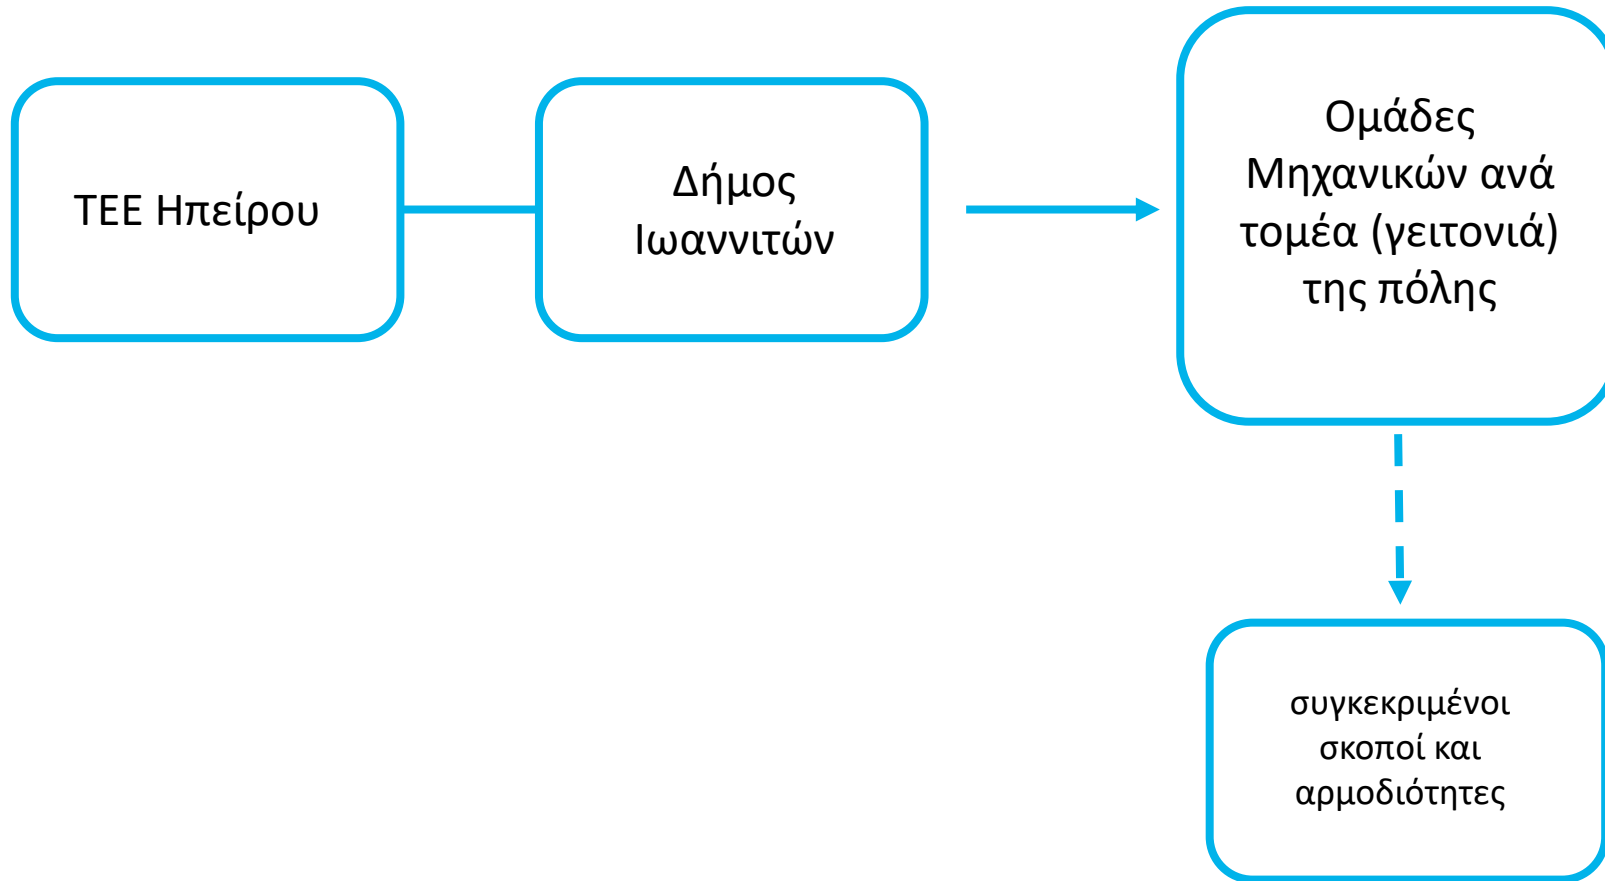 ΤΕΕ Ηπείρου
Δήμος
Ιωαννιτών
Ομάδες
Μηχανικών ανά
τομέα (γειτονιά)
της πόλης
συγκεκριμένοι
σκοποί και
αρμοδιότητες